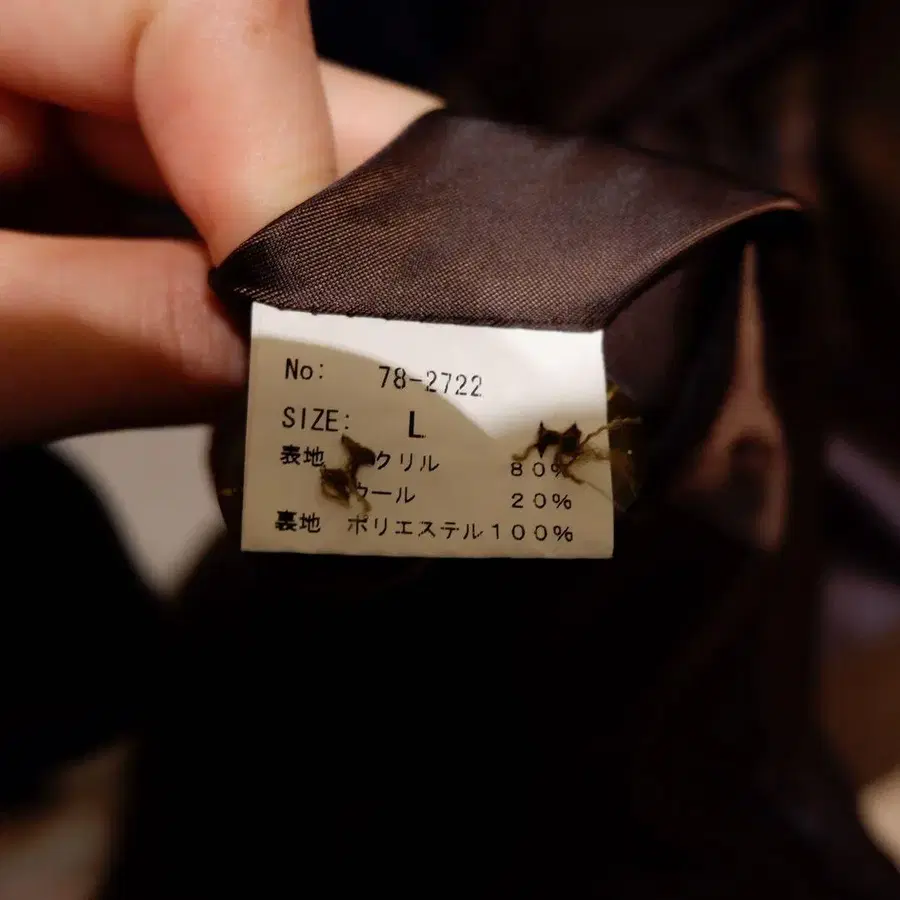 No: 78-2722
SIZE: L
表地 クリル 80%
ール 20%
裏地 ポリエステル100%